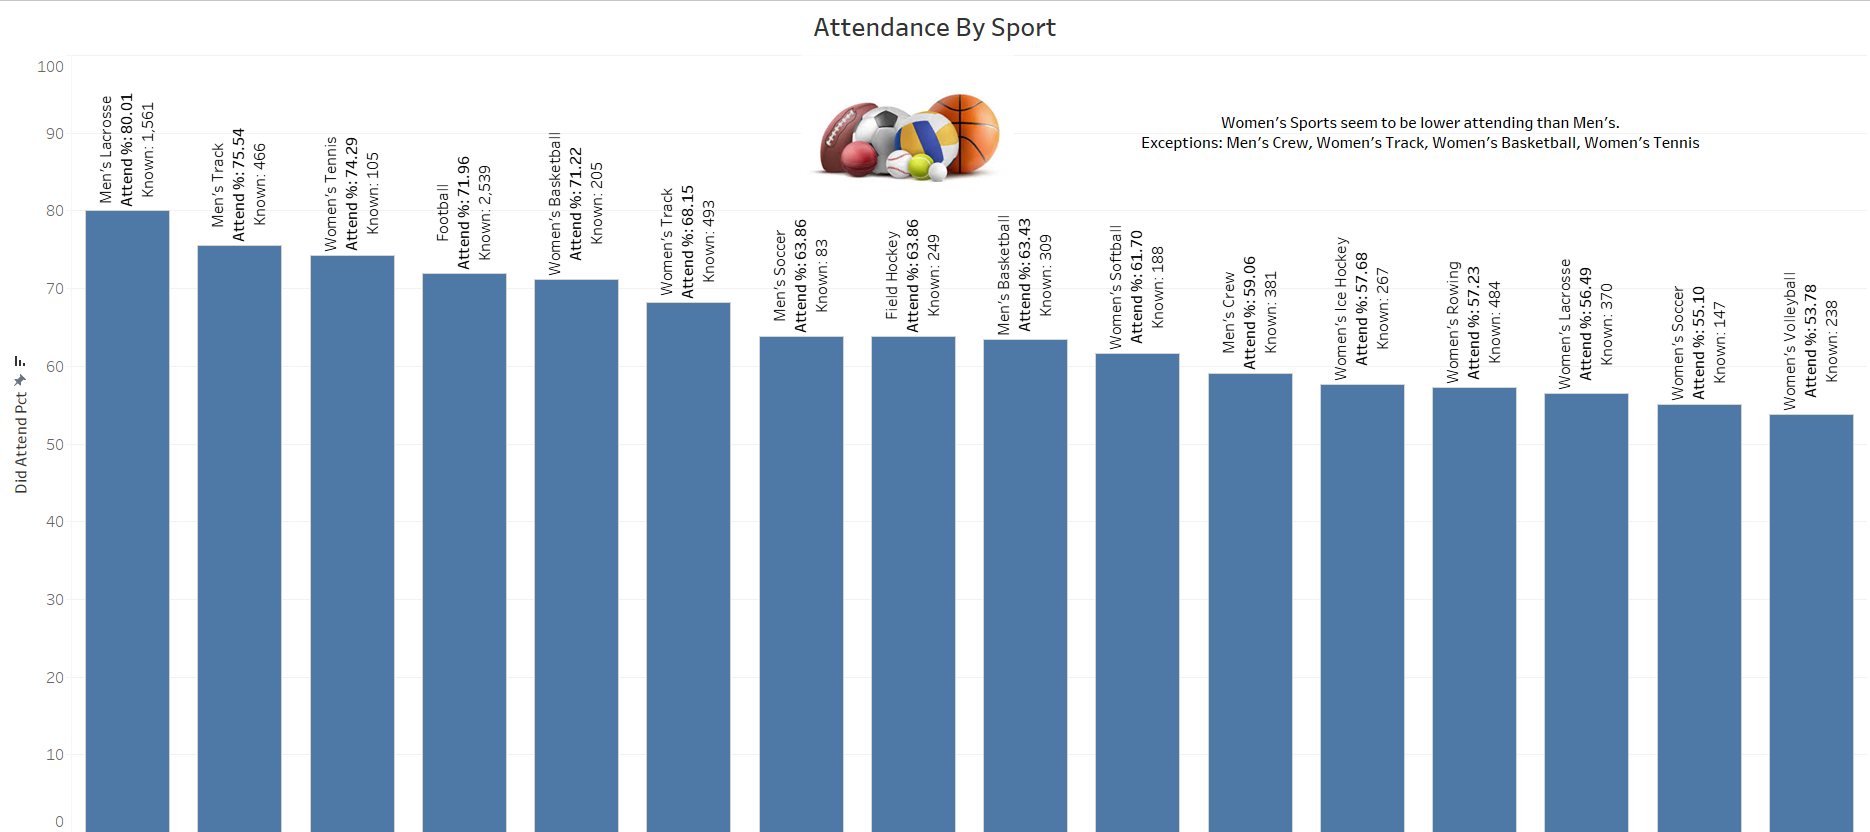 Attendance By Sport
Women's Sports seem to be lower attending than Men's.
Exceptions: Men's Crew, Women's Track, Women's Basketball, Women's Tennis
Did Attend Pct
100
90
80
70
60
50
40
30
20
10
0
Men's Lacrosse
Attend %: 80.01
Known: 1,561
Men's Track
Attend %: 75.54
Known: 466
Women's Tennis
Attend %: 74.29
Known: 105
Football
Attend %: 71.96
Known: 2,539
Women's Basketball
Attend %: 71.22
Known: 205
Women's Track
Attend %: 68.15
Known: 493
Men's Soccer
Attend %: 63.86
Known: 83
Field Hockey
Attend %: 63.86
Known: 249
Men's Basketball
Attend %: 63.43
Known: 309
Women's Softball
Attend %: 61.70
Known: 188
Men's Crew
Attend %: 59.06
Known: 381
Women's Ice Hockey
Attend %: 57.68
Known: 267
Women's Rowing
Attend %: 57.23
Known: 484
Women's Lacrosse
Attend %: 56.49
Known: 370
Women's Soccer
Attend %: 55.10
Known: 147
Women's Volleyball
Attend %: 53.78
Known: 238